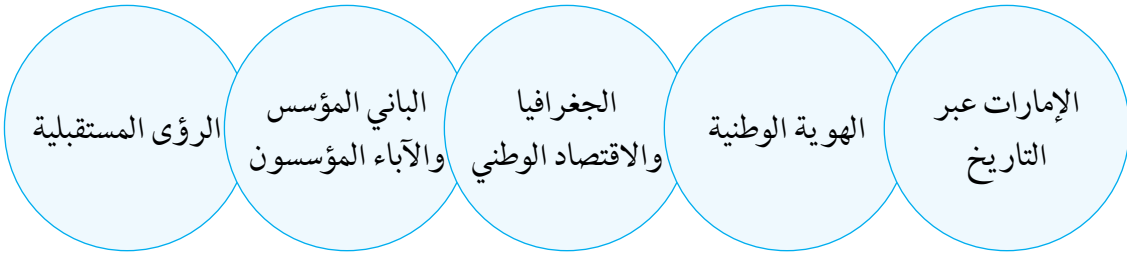 الإمارات عبر
التاريخ
الهوية الوطنية
الجغرافيا
والاقتصاد الوطني
الباني المؤسس
والآباء المؤسسون
الرؤى المستقبلية